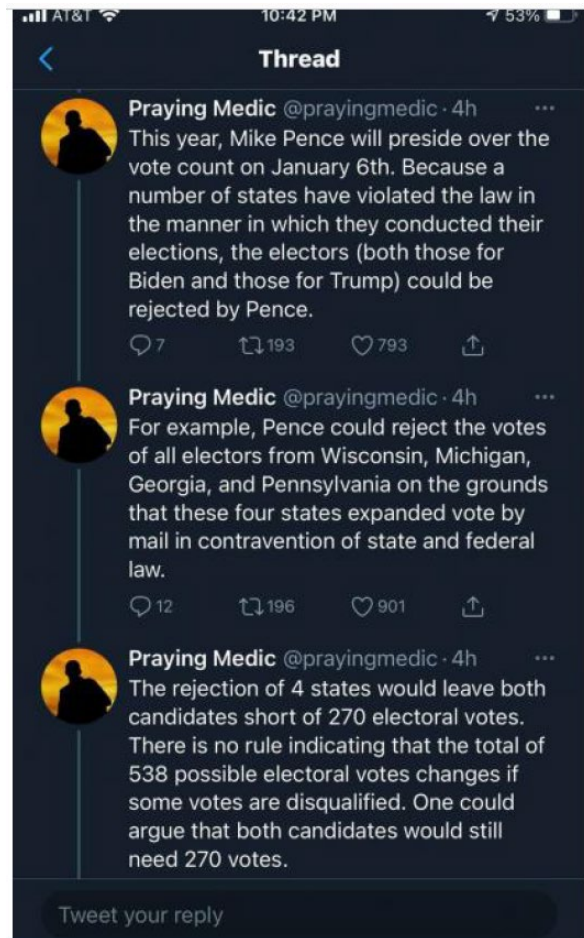 AT&T 10:42 PM 53%
Thread
Praying Medic @prayingmedic · 4h ...
This year, Mike Pence will preside over the
vote count on January 6th. Because a
number of states have violated the law in
the manner in which they conducted their
elections, the electors (both those for
Biden and those for Trump) could be
rejected by Pence.
7 193 793
Praying Medic @prayingmedic · 4h ...
For example, Pence could reject the votes
of all electors from Wisconsin, Michigan,
Georgia, and Pennsylvania on the grounds
that these four states expanded vote by
mail in contravention of state and federal
law.
12 196 901
Praying Medic @prayingmedic · 4h ...
The rejection of 4 states would leave both
candidates short of 270 electoral votes.
There is no rule indicating that the total of
538 possible electoral votes changes if
some votes are disqualified. One could
argue that both candidates would still
need 270 votes.
Tweet your reply